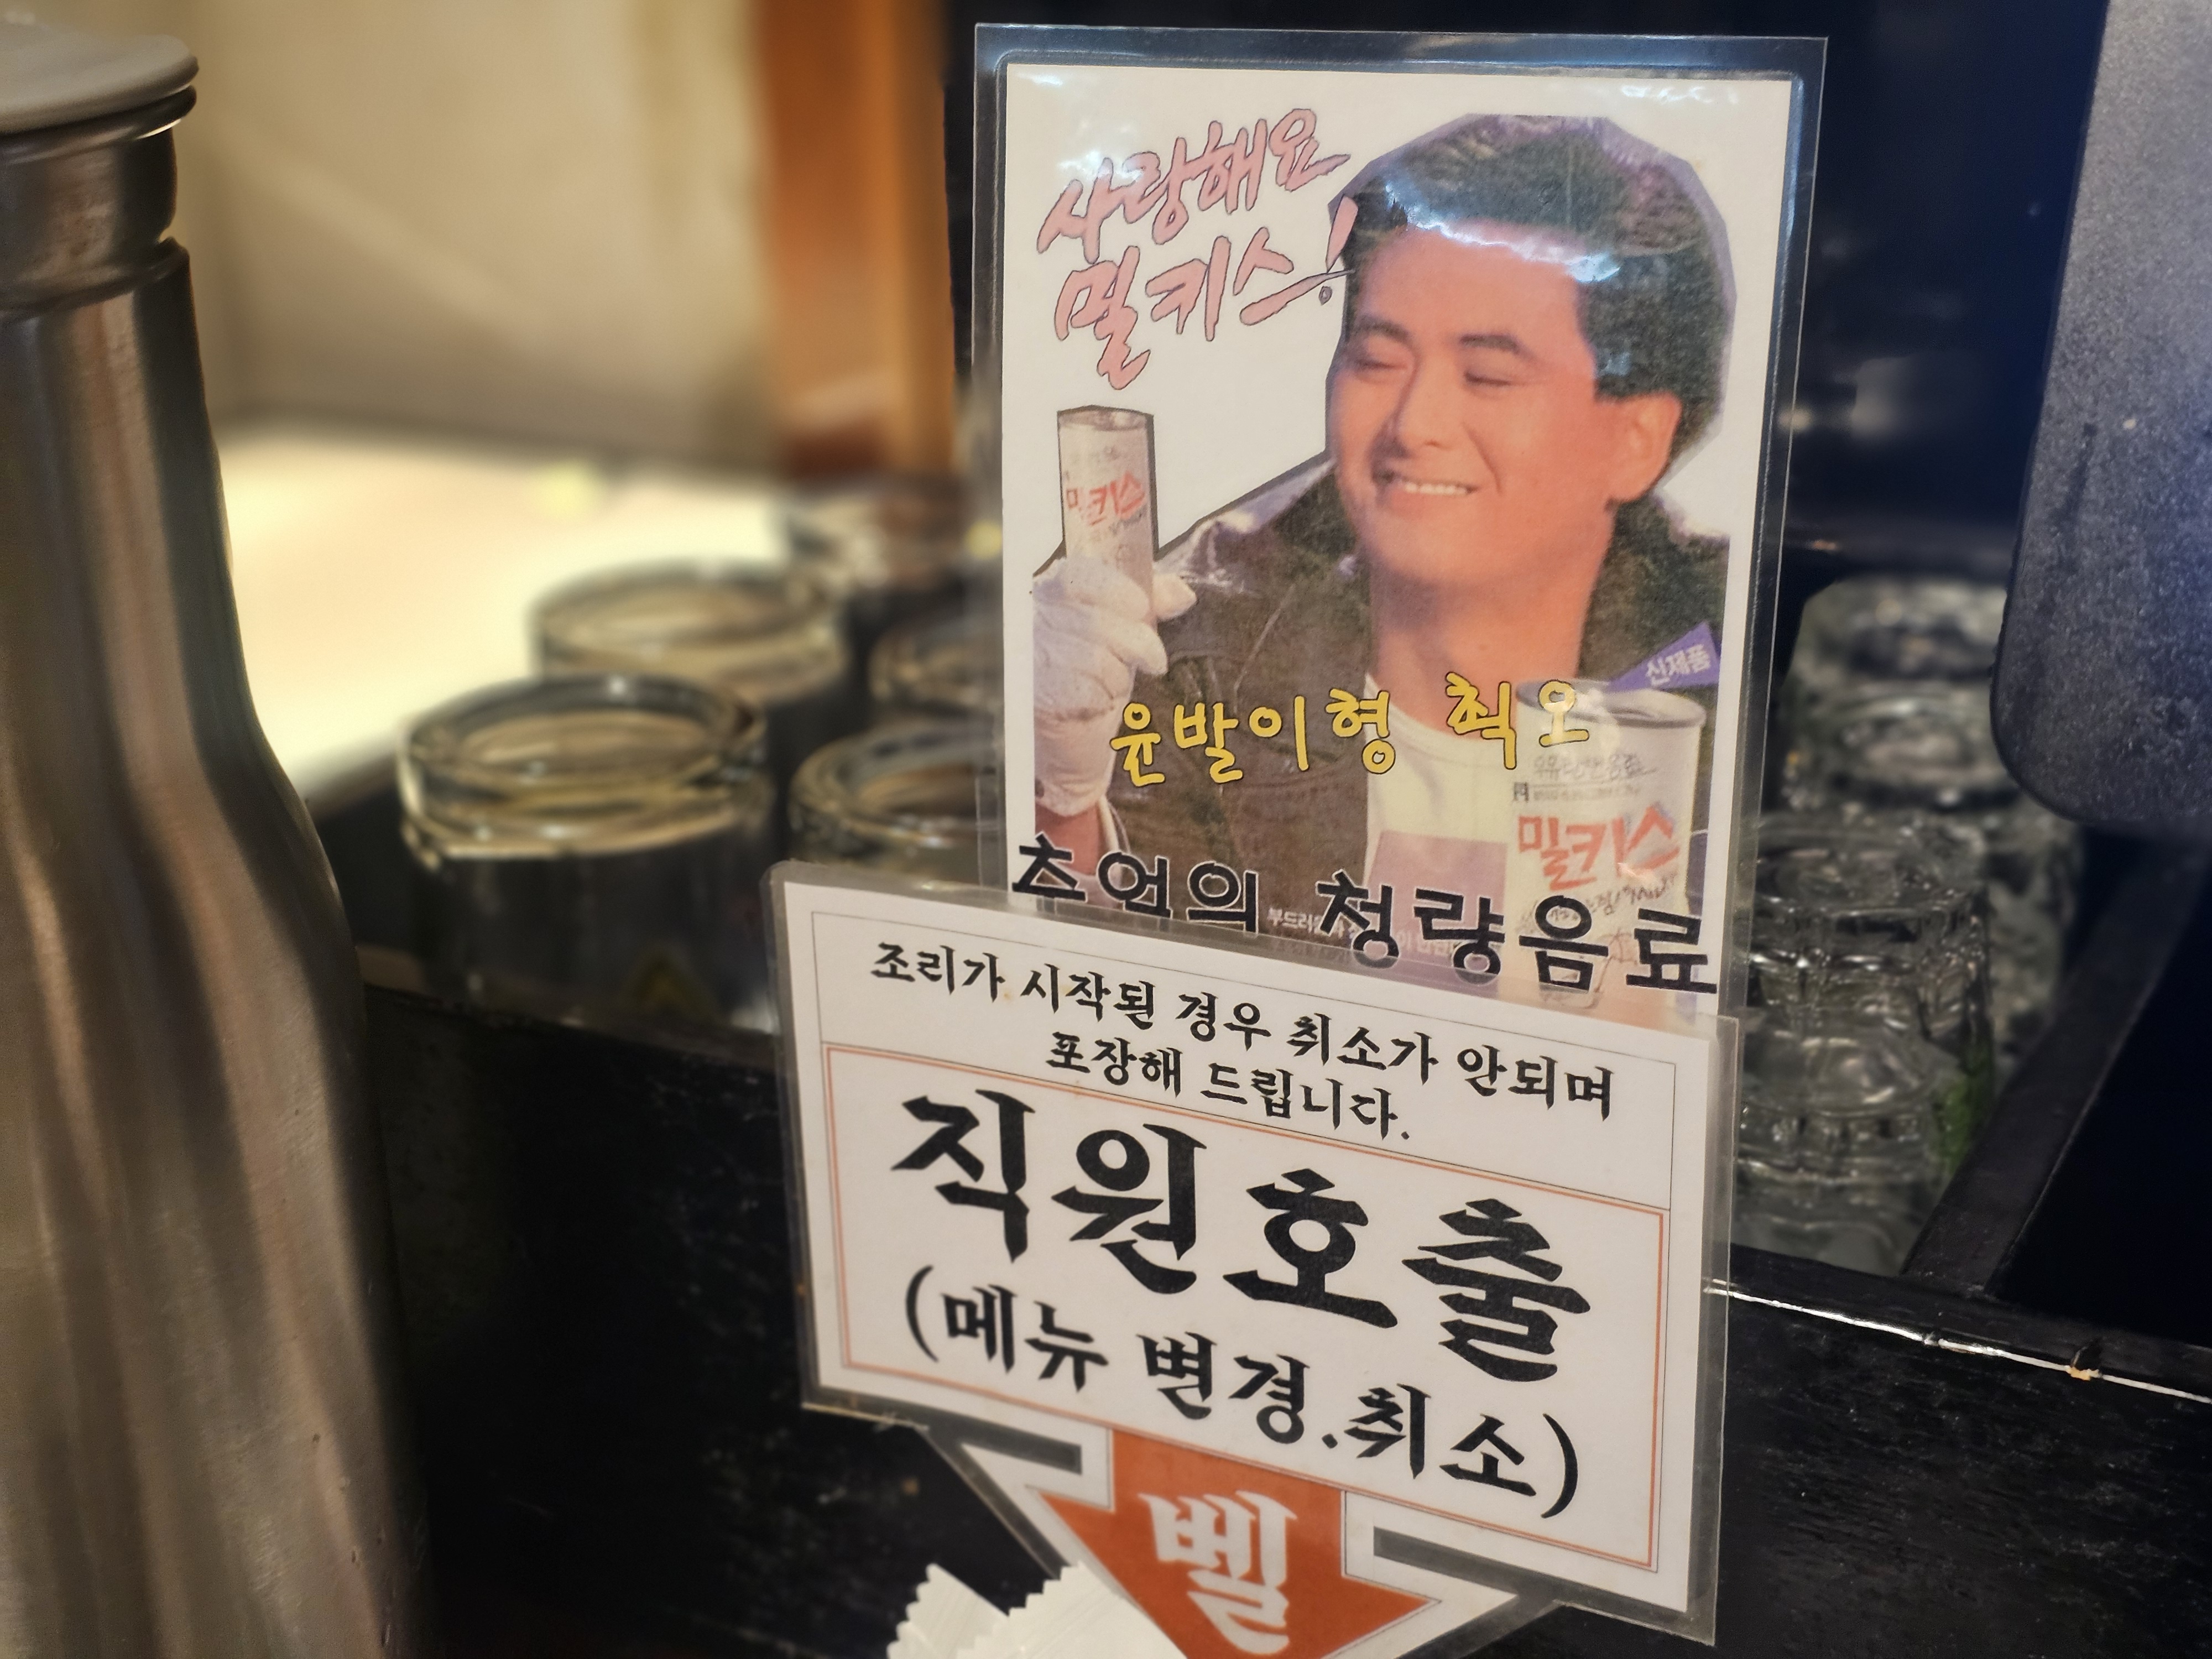 사랑해요
밀키스!
밀키스
신제품
윤발이형 최오
밀키스
추억의 청량음료
조리가 시작된 경우 취소가 안되며
포장해 드립니다.
직원호출
(메뉴 변경.취소)
벨